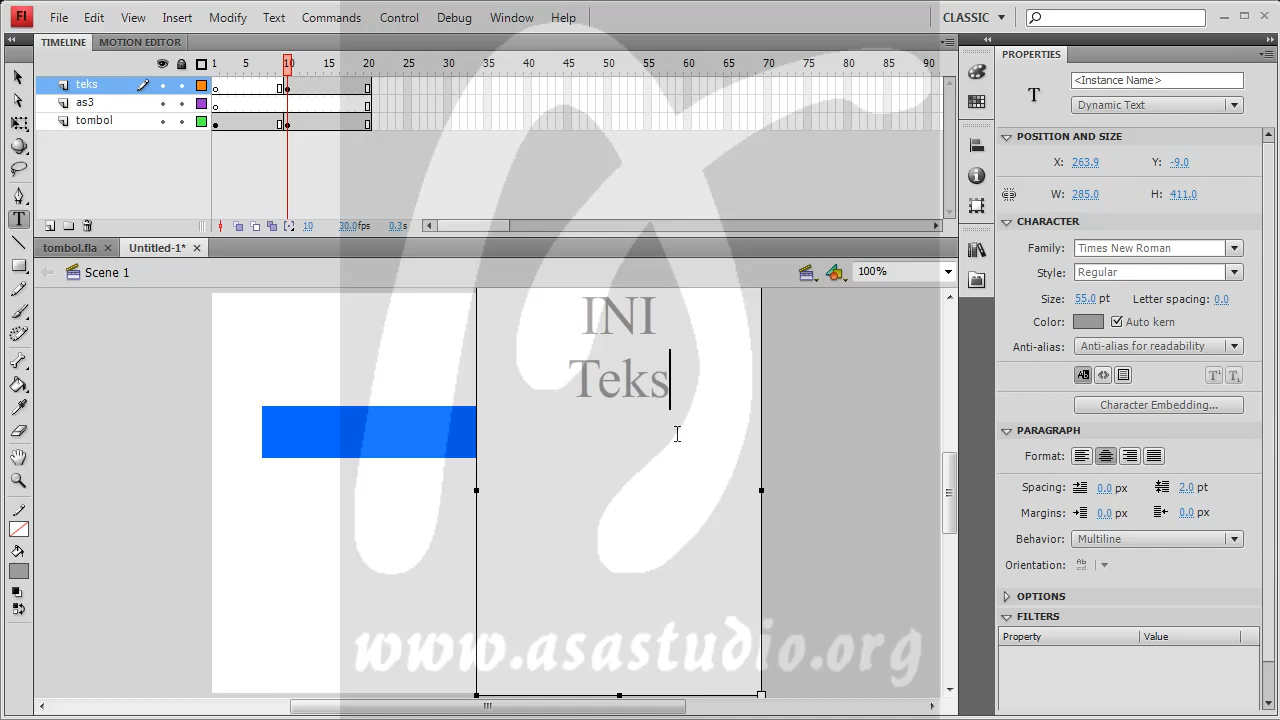 Fl File Edit View Insert Modify Text Commands Control Debug Window Help CLASSIC
TIMELINE MOTION EDITOR
1 5 10 15 20 25 30 35 40 45 50 55 60 65 70 75 80 85 90
teks
as3
tombol
10 30.0fps 0.3s
tombol.fla Untitled-1*
Scene 1 100%
INI
Teks
www.asastudio.org
PROPERTIES
T <Instance Name>
Dynamic Text
POSITION AND SIZE
X: 263.9 Y: -9.0
W: 285.0 H: 411.0
CHARACTER
Family: Times New Roman
Style: Regular
Size: 55.0 pt Letter spacing: 0.0
Color: Auto kern
Anti-alias: Anti-alias for readability
Character Embedding...
PARAGRAPH
Format:
Spacing: 0.0 px 2.0 pt
Margins: 0.0 px 0.0 px
Behavior: Multiline
Orientation:
OPTIONS
FILTERS
Property Value